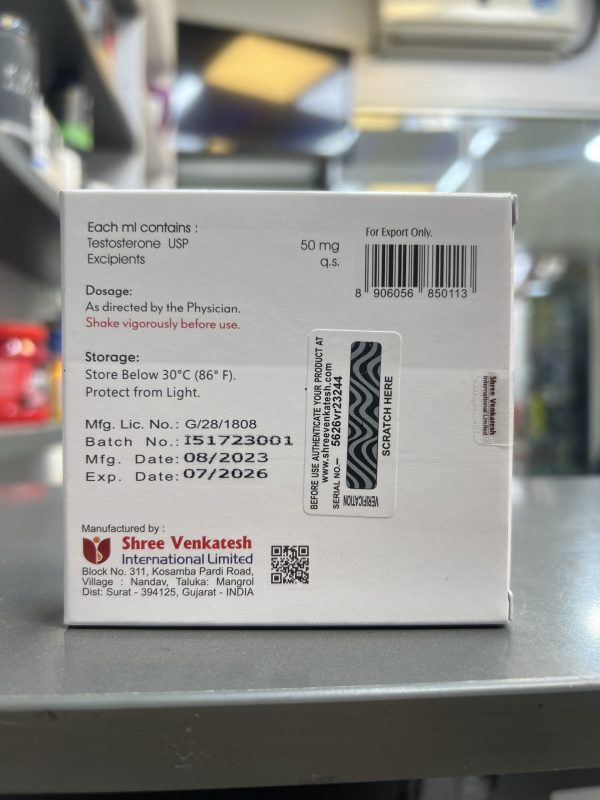 Each ml contains :
Testosterone USP 50 mg
Excipients q.s.
For Export Only.
8 906056 850113
Dosage:
As directed by the Physician.
Shake vigorously before use.
Storage:
Store Below 30°C (86° F).
Protect from Light.
Mfg. Lic. No.: G/28/1808
Batch No.: I51723001
Mfg. Date: 08/2023
Exp. Date: 07/2026
BEFORE USE AUTHENTICATE YOUR PRODUCT AT
www.shreevenkatesh.com
SERIAL NO.– 5626vr23244
VERIFICATION
SCRATCH HERE
Shree Venkatesh
International Limited
Manufactured by :
Shree Venkatesh
International Limited
Block No. 311, Kosamba Pardi Road,
Village : Nandav, Taluka: Mangrol
Dist: Surat - 394125, Gujarat - INDIA